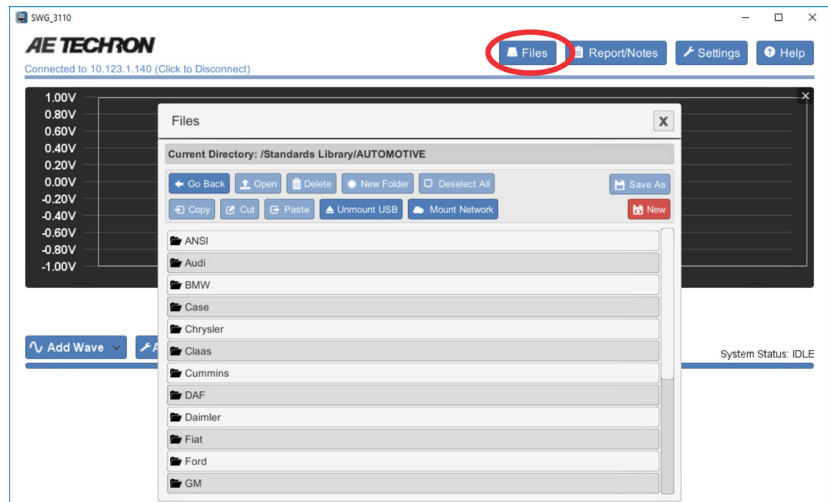 SWG_3110
AE TECHRON
Files
Report/Notes
Settings
Help
Connected to 10.123.1.140 (Click to Disconnect)
1.00V
0.80V
0.60V
0.40V
0.20V
0.00V
-0.20V
-0.40V
-0.60V
-0.80V
-1.00V
Files
X
Current Directory: /Standards Library/AUTOMOTIVE
Go Back
Open
Delete
New Folder
Deselect All
Save As
Copy
Cut
Paste
Unmount USB
Mount Network
New
ANSI
Audi
BMW
Case
Chrysler
Claas
Cummins
DAF
Daimler
Fiat
Ford
GM
Add Wave
A
System Status: IDLE